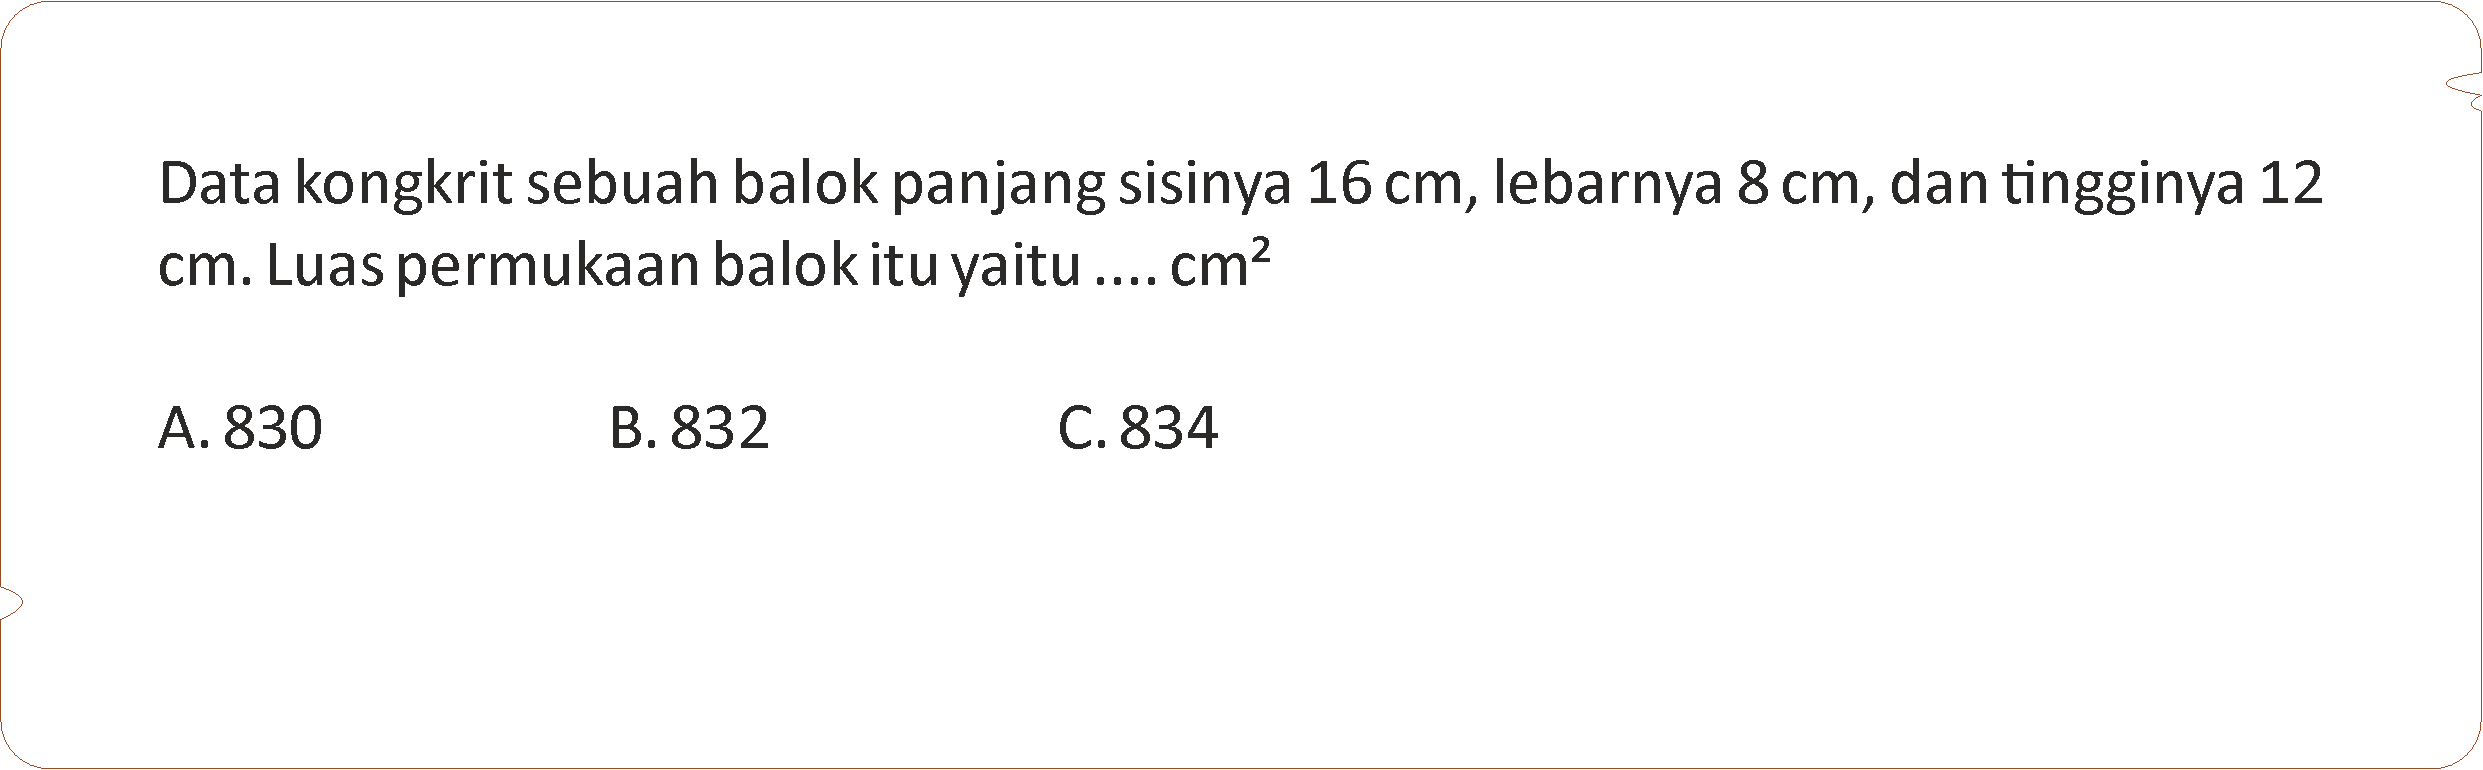 Data kongkrit sebuah balok panjang sisinya 16 cm, lebarnya 8 cm, dan tingginya 12
cm. Luas permukaan balok itu yaitu .... cm²
A. 830 B. 832 C. 834